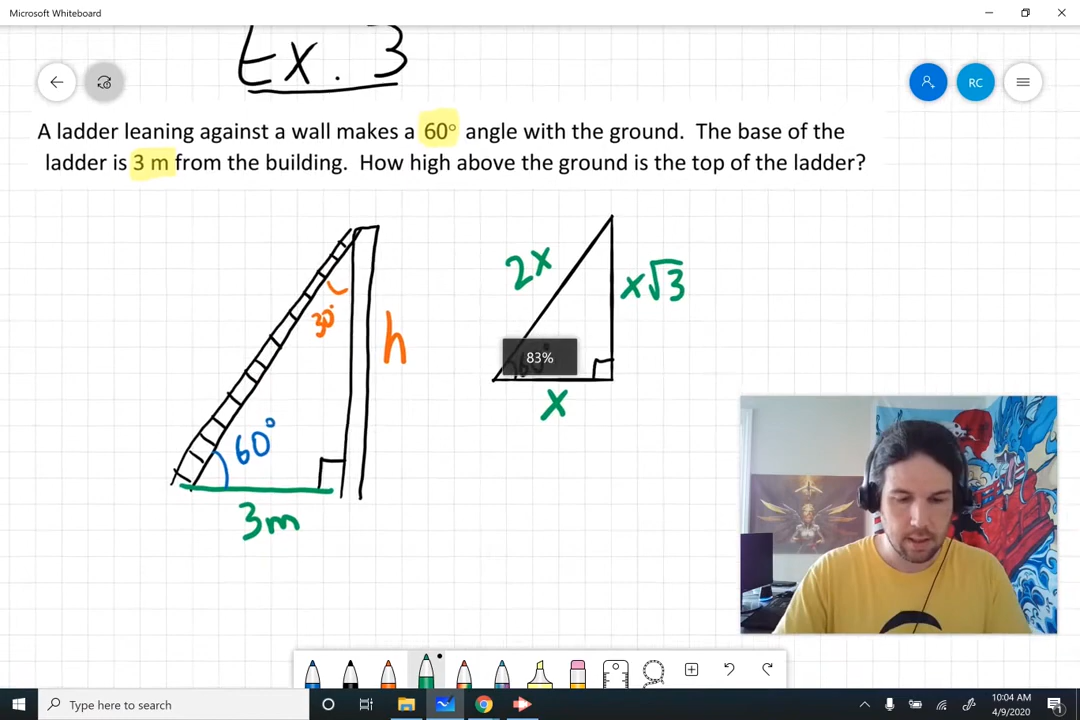 Microsoft Whiteboard
Ex. 3
RC
A ladder leaning against a wall makes a 60° angle with the ground. The base of the
ladder is 3 m from the building. How high above the ground is the top of the ladder?
2x
x√3
30°
h
83%
60°
x
60°
3m
Type here to search
10:04 AM
4/9/2020
1